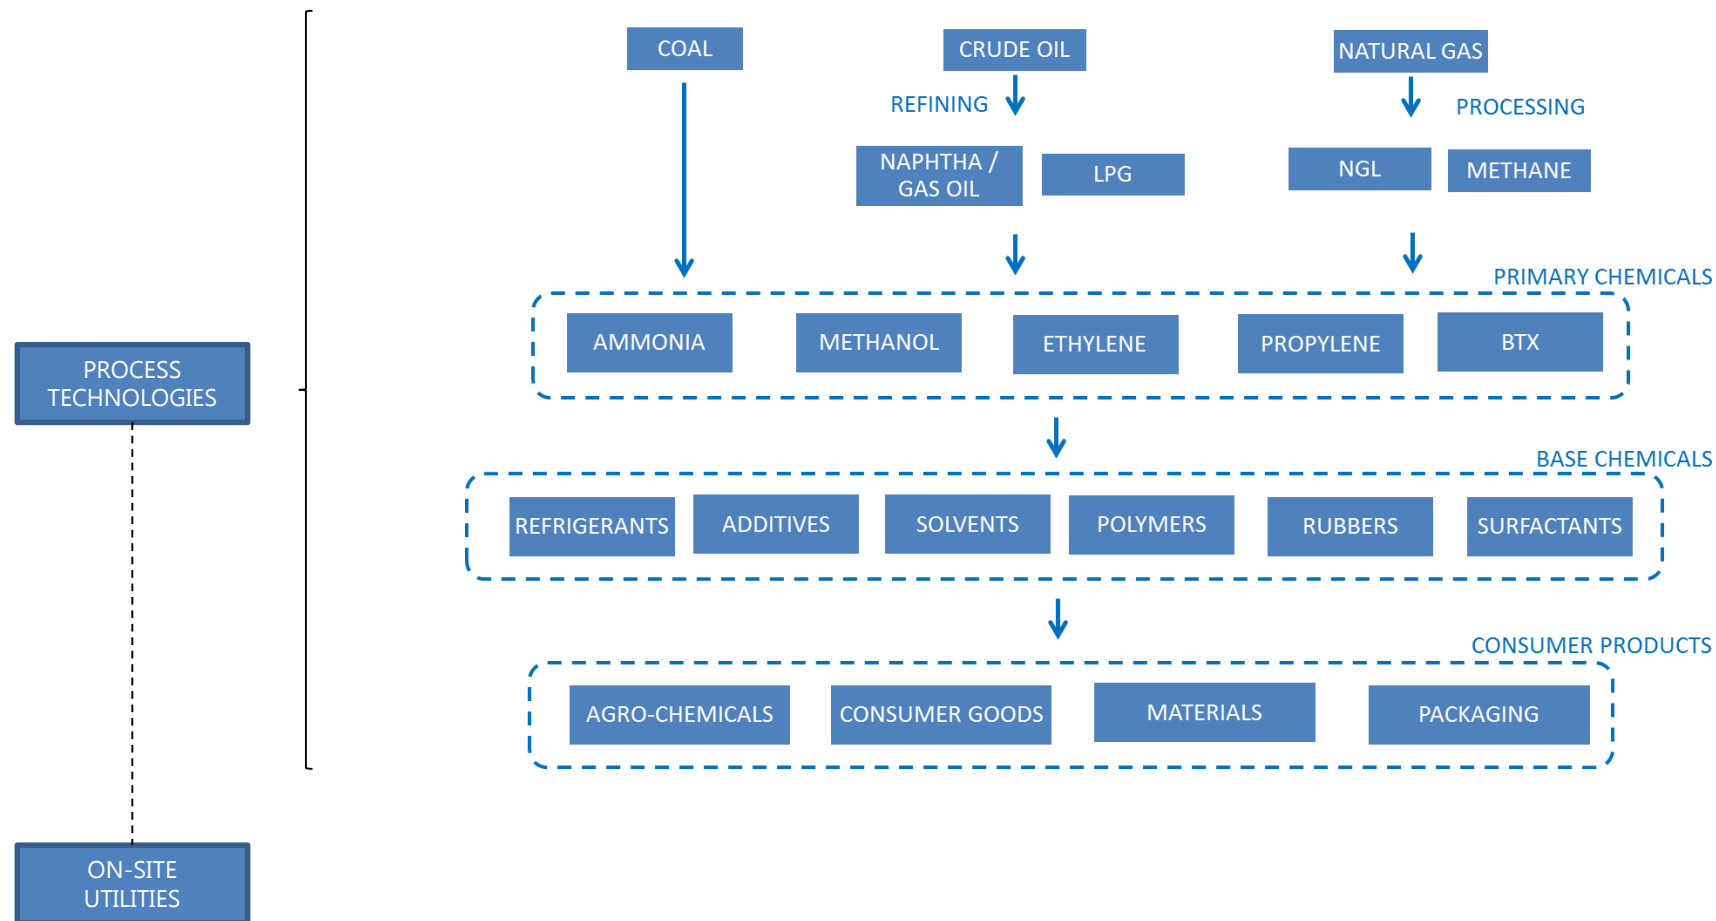 COAL
CRUDE OIL
NATURAL GAS
REFINING
PROCESSING
NAPHTHA /
GAS OIL
LPG
NGL
METHANE
PRIMARY CHEMICALS
AMMONIA
METHANOL
ETHYLENE
PROPYLENE
BTX
PROCESS
TECHNOLOGIES
BASE CHEMICALS
REFRIGERANTS
ADDITIVES
SOLVENTS
POLYMERS
RUBBERS
SURFACTANTS
CONSUMER PRODUCTS
AGRO-CHEMICALS
CONSUMER GOODS
MATERIALS
PACKAGING
ON-SITE
UTILITIES